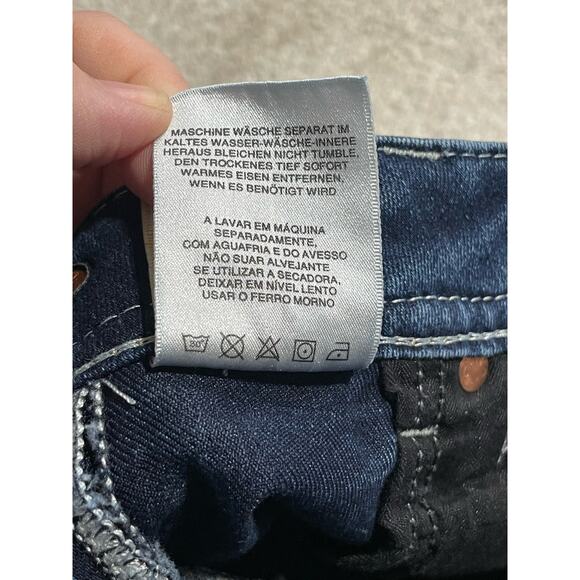 MASCHINE WÄSCHE SEPARAT IM
KALTES WASSER-WÄSCHE-INNERE
HERAUS BLEICHEN NICHT TUMBLE,
DEN TROCKENES TIEF SOFORT
WARMES EISEN ENTFERNEN,
WENN ES BENÖTIGT WIRD
A LAVAR EM MÁQUINA
SEPARADAMENTE,
COM AGUAFRIA E DO AVESSO
NÃO SUAR ALVEJANTE
SE UTILIZAR A SECADORA,
DEIXAR EM NÍVEL LENTO
USAR O FERRO MORNO